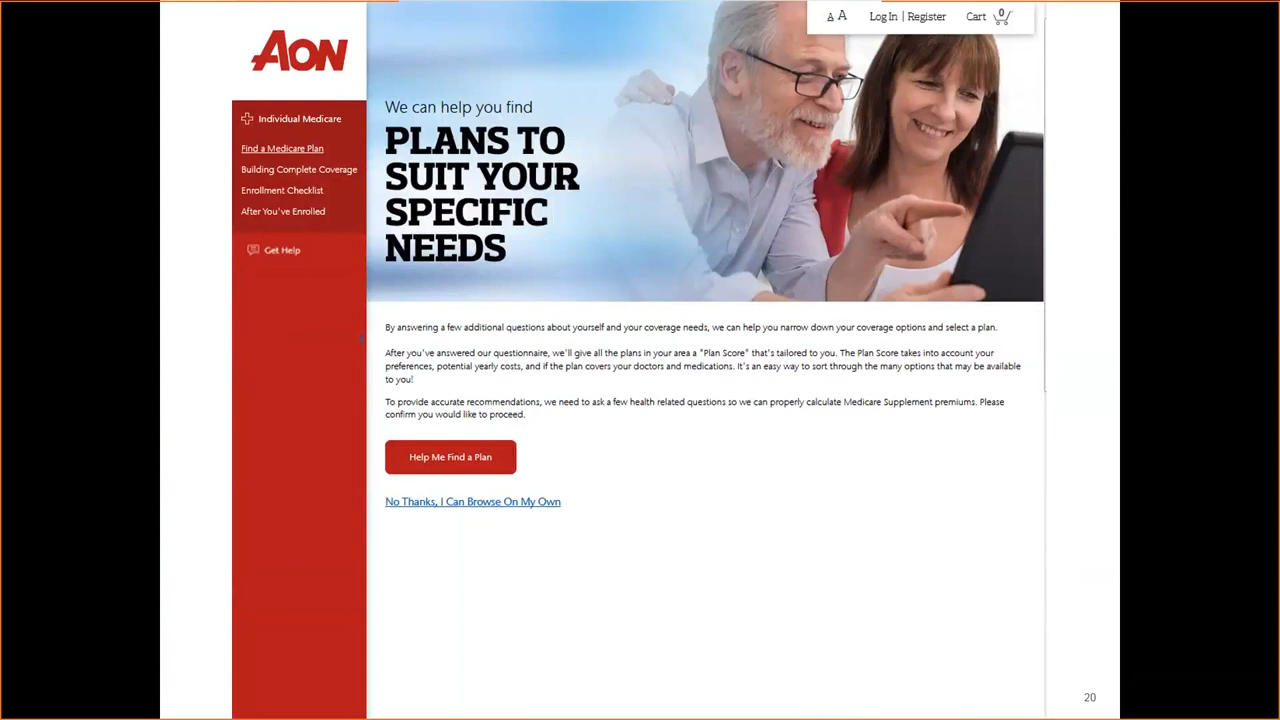 A A Log In | Register Cart 0
AON
Individual Medicare
Find a Medicare Plan
Building Complete Coverage
Enrollment Checklist
After You've Enrolled
Get Help
We can help you find
PLANS TO
SUIT YOUR
SPECIFIC
NEEDS
By answering a few additional questions about yourself and your coverage needs, we can help you narrow down your coverage options and select a plan.
After you've answered our questionnaire, we'll give all the plans in your area a "Plan Score" that's tailored to you. The Plan Score takes into account your
preferences, potential yearly costs, and if the plan covers your doctors and medications. It's an easy way to sort through the many options that may be available
to you!
To provide accurate recommendations, we need to ask a few health related questions so we can properly calculate Medicare Supplement premiums. Please
confirm you would like to proceed.
Help Me Find a Plan
No Thanks, I Can Browse On My Own
20